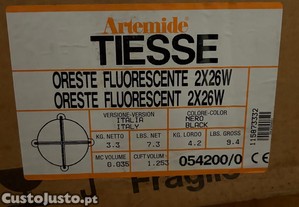 Artemide
TIESSE
ORESTE FLUORESCENTE 2X26W
ORESTE FLUORESCENT 2X26W
VERSIONE-VERSION COLORE-COLOR
ITALIA NERO
ITALY BLACK
KG. NETTO LBS. NET KG. LORDO LBS. GROSS
3.3 7.3 4.2 9.4
MC VOLUME CUFT VOLUM.
0.035 1.253 054200/0
115873332
Fragile
CustoJusto.pt